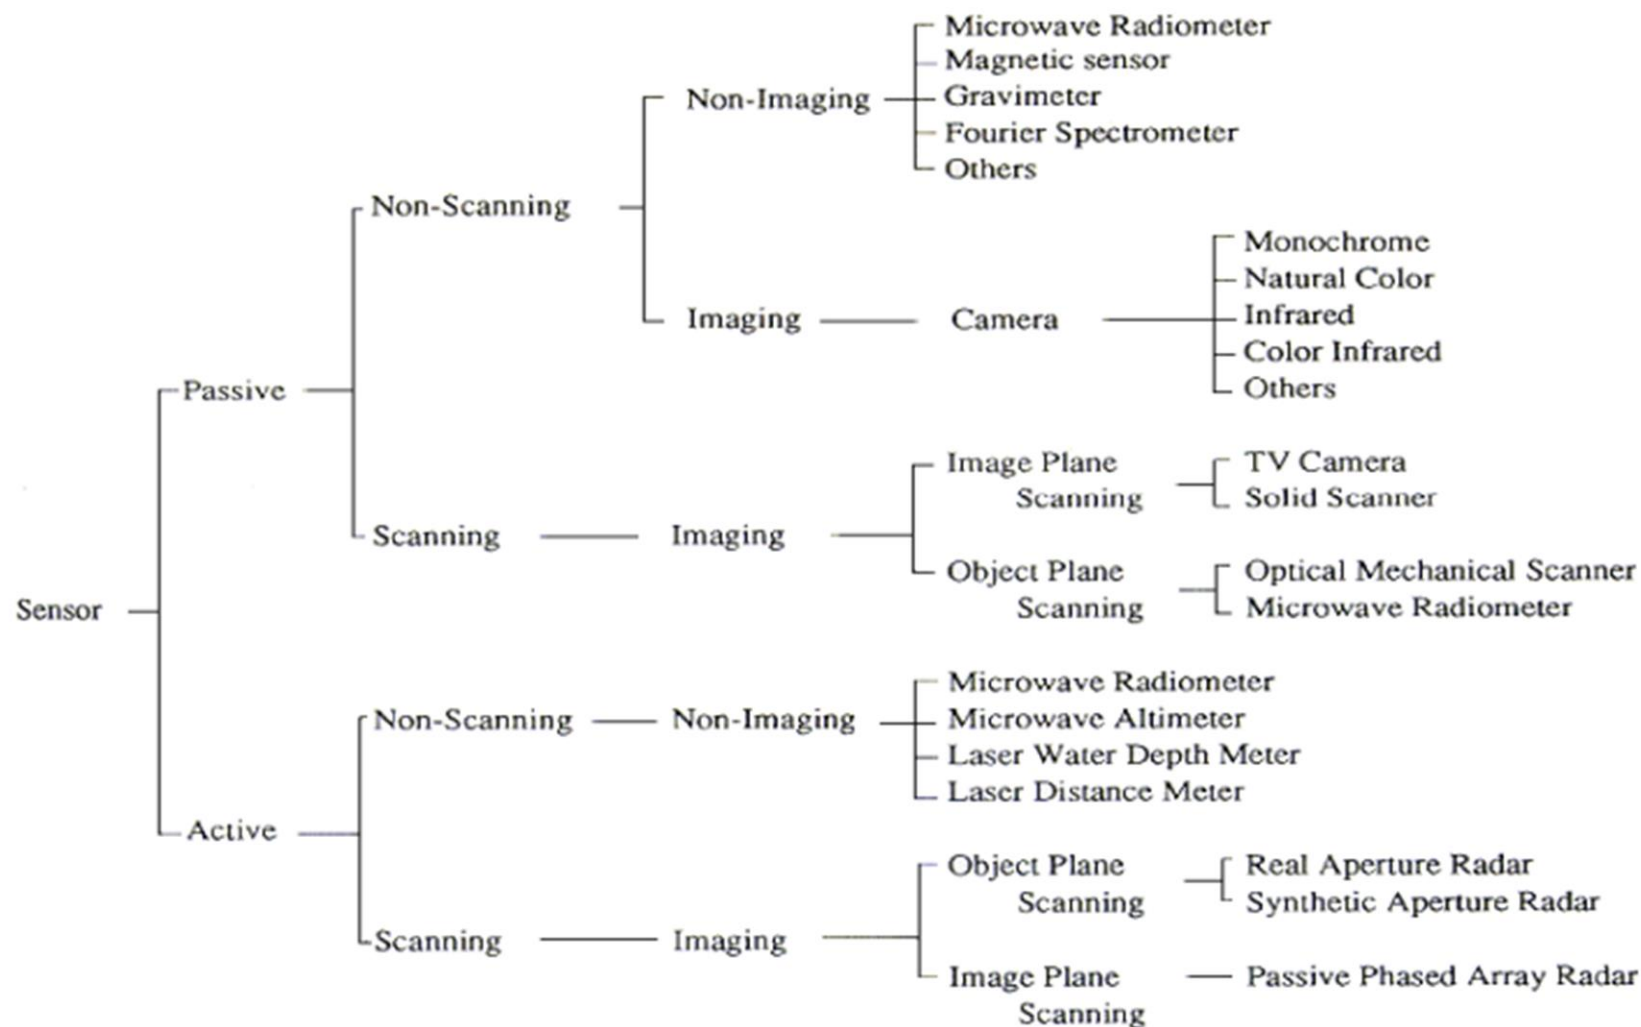 Microwave Radiometer
Magnetic sensor
Non-Imaging
Gravimeter
Fourier Spectrometer
Others
Non-Scanning
Monochrome
Natural Color
Imaging
Camera
Infrared
Color Infrared
Others
Passive
Image Plane
Scanning
TV Camera
Solid Scanner
Scanning
Imaging
Object Plane
Scanning
Optical Mechanical Scanner
Microwave Radiometer
Sensor
Non-Scanning
Non-Imaging
Microwave Radiometer
Microwave Altimeter
Laser Water Depth Meter
Laser Distance Meter
Active
Object Plane
Scanning
Real Aperture Radar
Synthetic Aperture Radar
Scanning
Imaging
Image Plane
Scanning
Passive Phased Array Radar